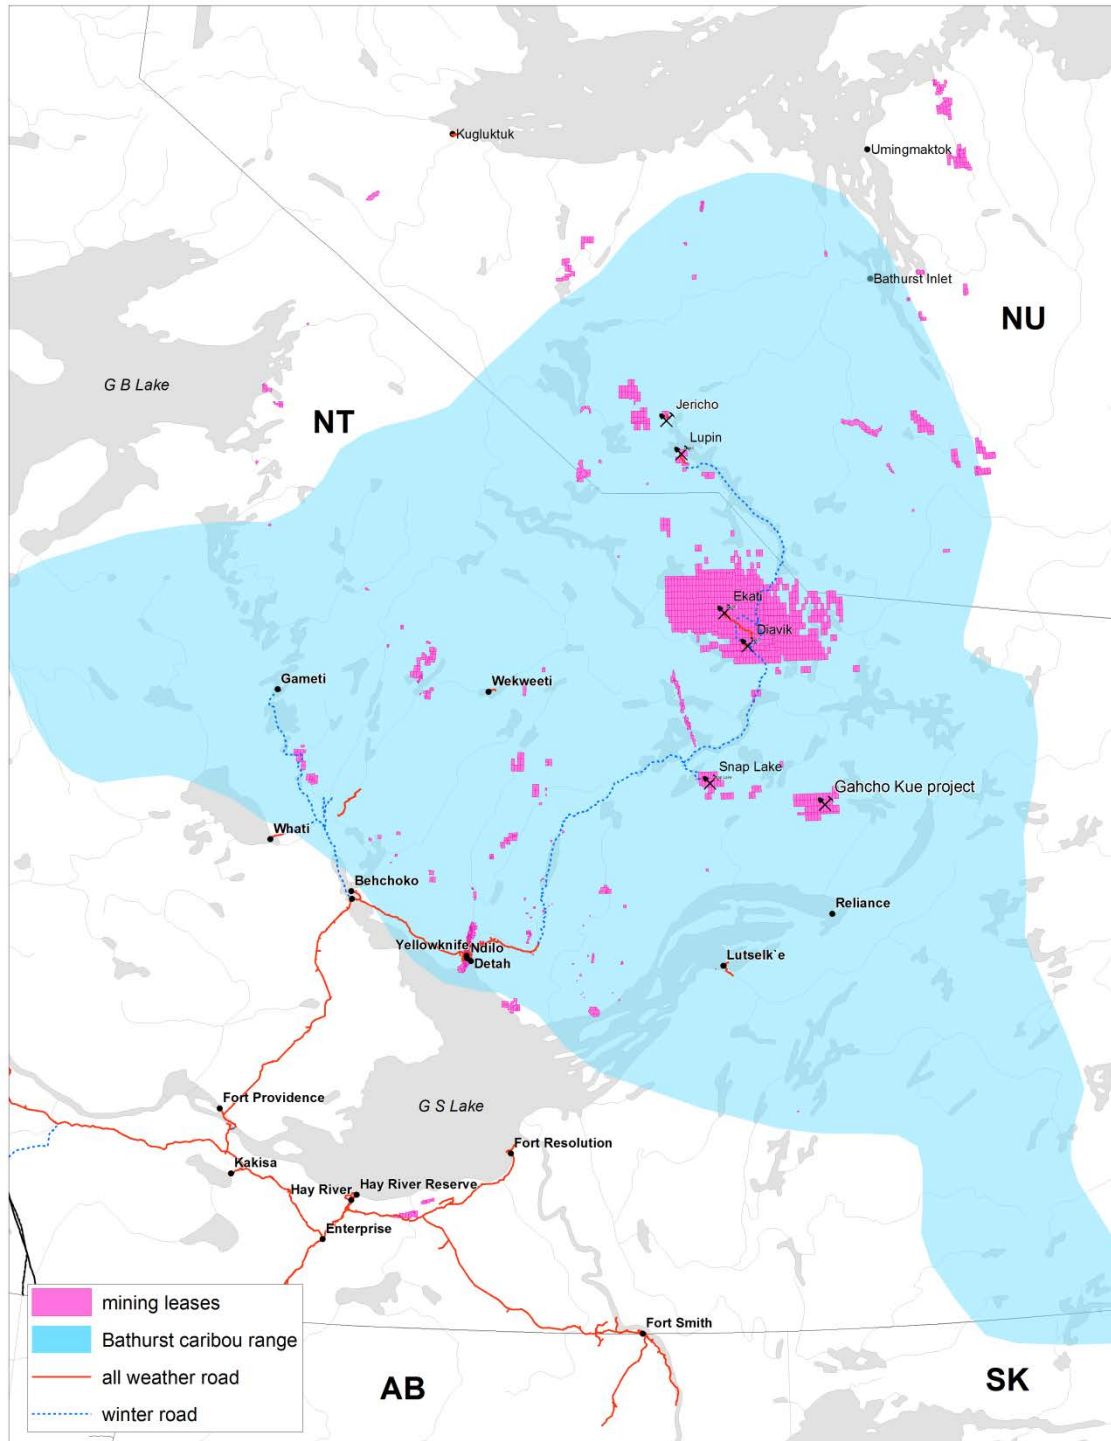 Kugluktuk
Umingmaktok
Bathurst Inlet
NU
G B Lake
NT
Jericho
Lupin
Ekati
Diavik
Gameti
Wekweeti
Snap Lake
Gahcho Kue project
Whati
Behchoko
Reliance
Yellowknife
Ndilo
Detah
Lutselk`e
Fort Providence
G S Lake
Fort Resolution
Kakisa
Hay River
Hay River Reserve
Enterprise
Fort Smith
mining leases
Bathurst caribou range
all weather road
winter road
AB
SK